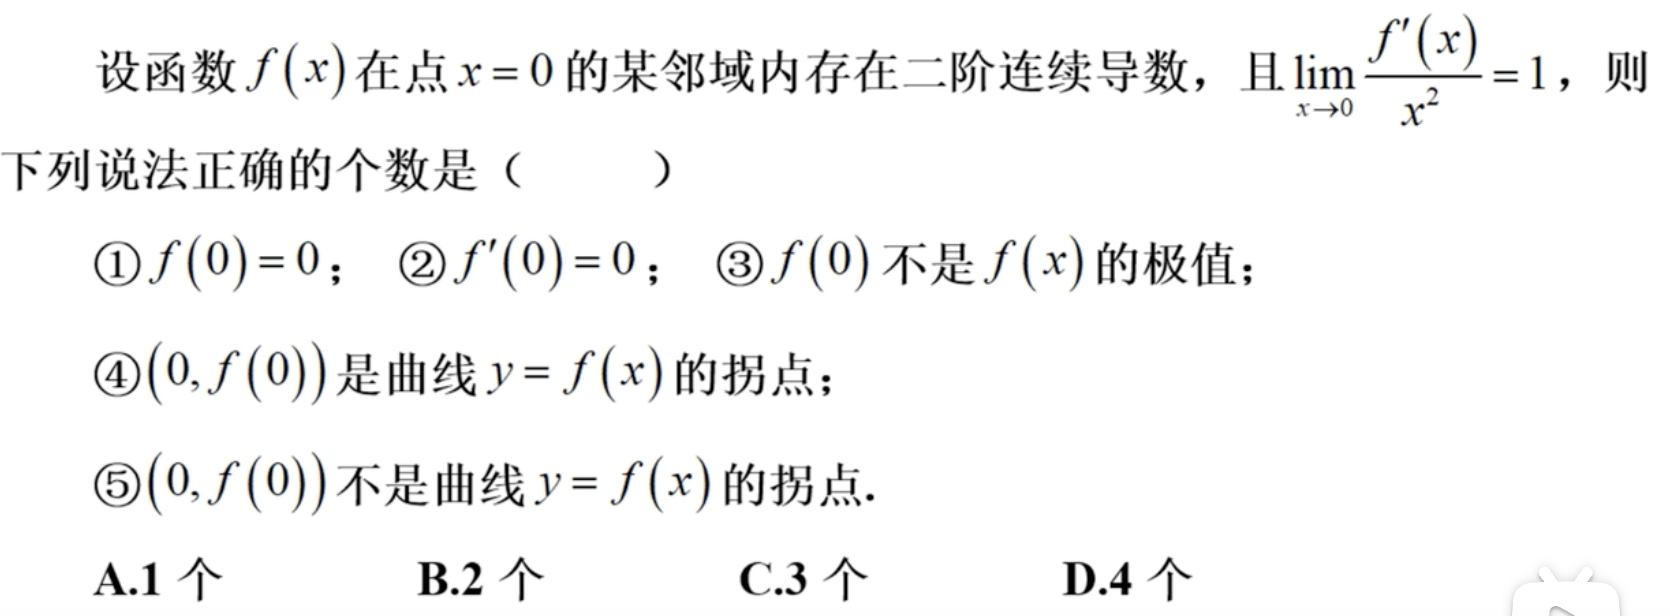 设函数 f(x) 在点 x=0 的某邻域内存在二阶连续导数，且 lim_{x→0} f′(x)/x² = 1，则
下列说法正确的个数是（　　）
① f(0)=0； ② f′(0)=0； ③ f(0) 不是 f(x) 的极值；
④ (0, f(0)) 是曲线 y = f(x) 的拐点；
⑤ (0, f(0)) 不是曲线 y = f(x) 的拐点.
A.1 个 B.2 个 C.3 个 D.4 个